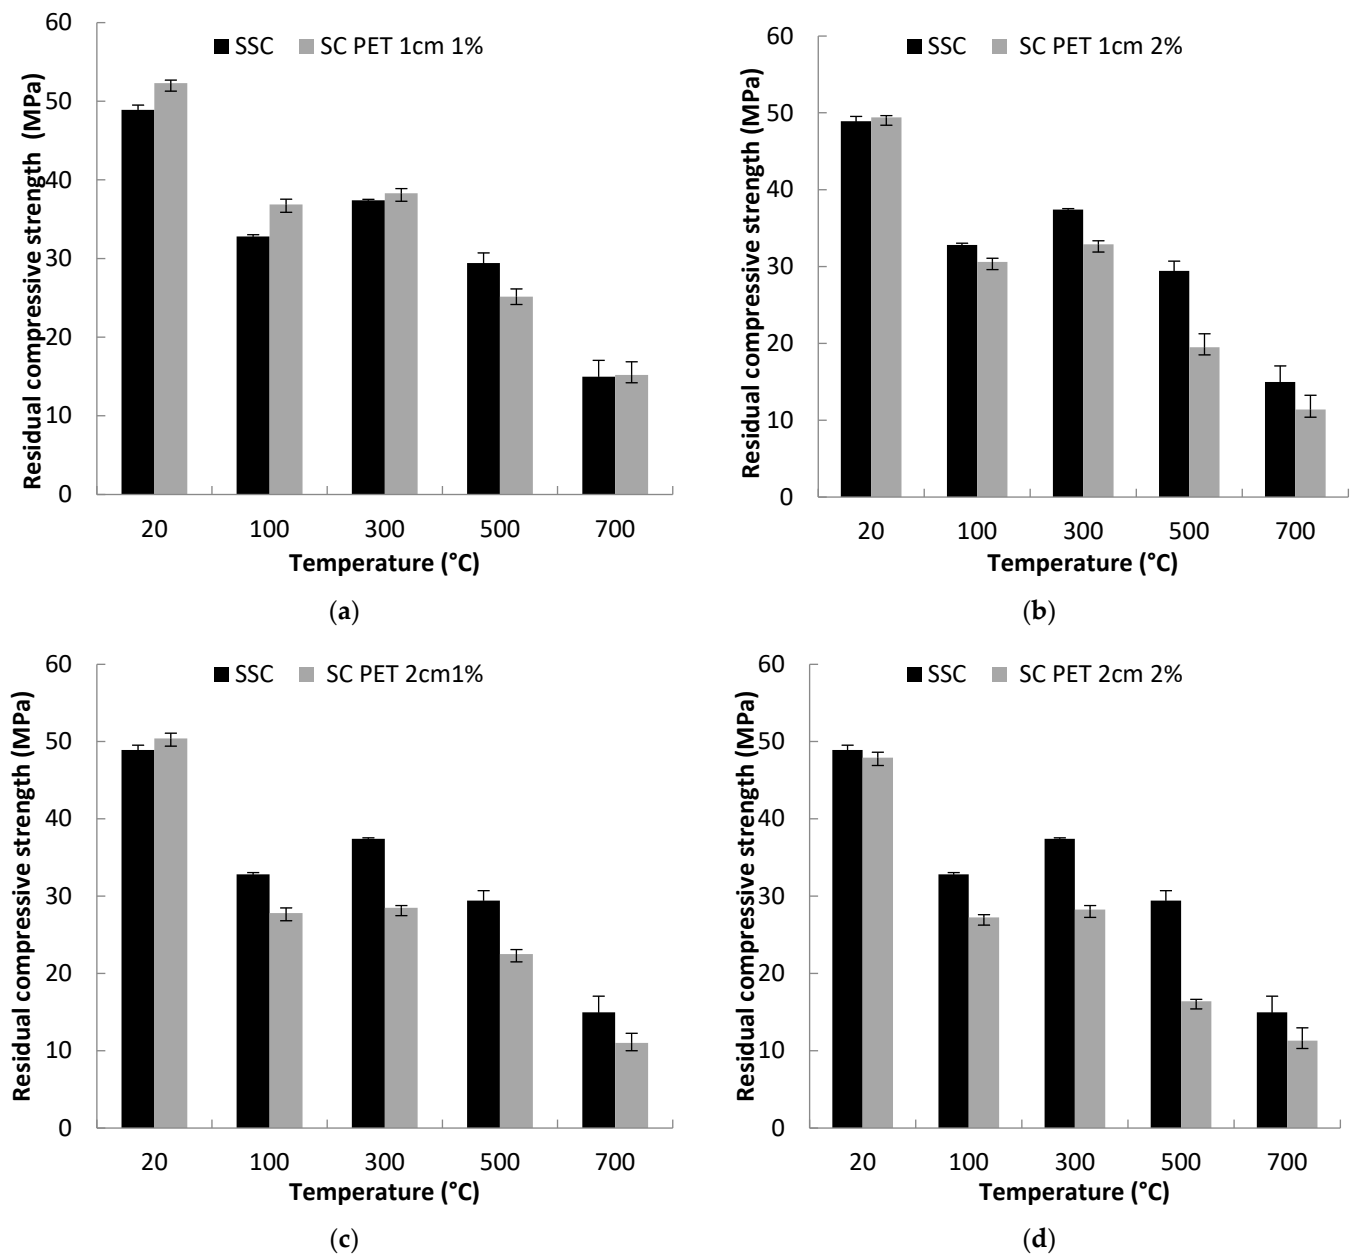 SSC SC PET 1cm 1%
Residual compressive strength (MPa)
60
50
40
30
20
10
0
20 100 300 500 700
Temperature (°C)
(a)
SSC SC PET 1cm 2%
Residual compressive strength (MPa)
60
50
40
30
20
10
0
20 100 300 500 700
Temperature (°C)
(b)
SSC SC PET 2cm1%
Residual compressive strength (MPa)
60
50
40
30
20
10
0
20 100 300 500 700
Temperature (°C)
(c)
SSC SC PET 2cm 2%
Residual compressive strength (MPa)
60
50
40
30
20
10
0
20 100 300 500 700
Temperature (°C)
(d)